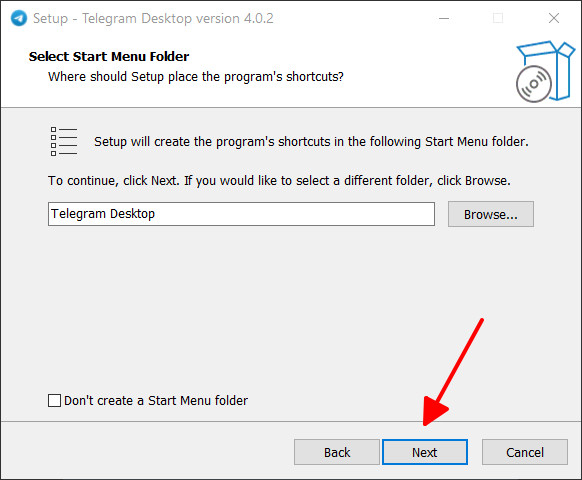 Setup - Telegram Desktop version 4.0.2
Select Start Menu Folder
Where should Setup place the program's shortcuts?
Setup will create the program's shortcuts in the following Start Menu folder.
To continue, click Next. If you would like to select a different folder, click Browse.
Telegram Desktop
Browse...
Don't create a Start Menu folder
Back
Next
Cancel